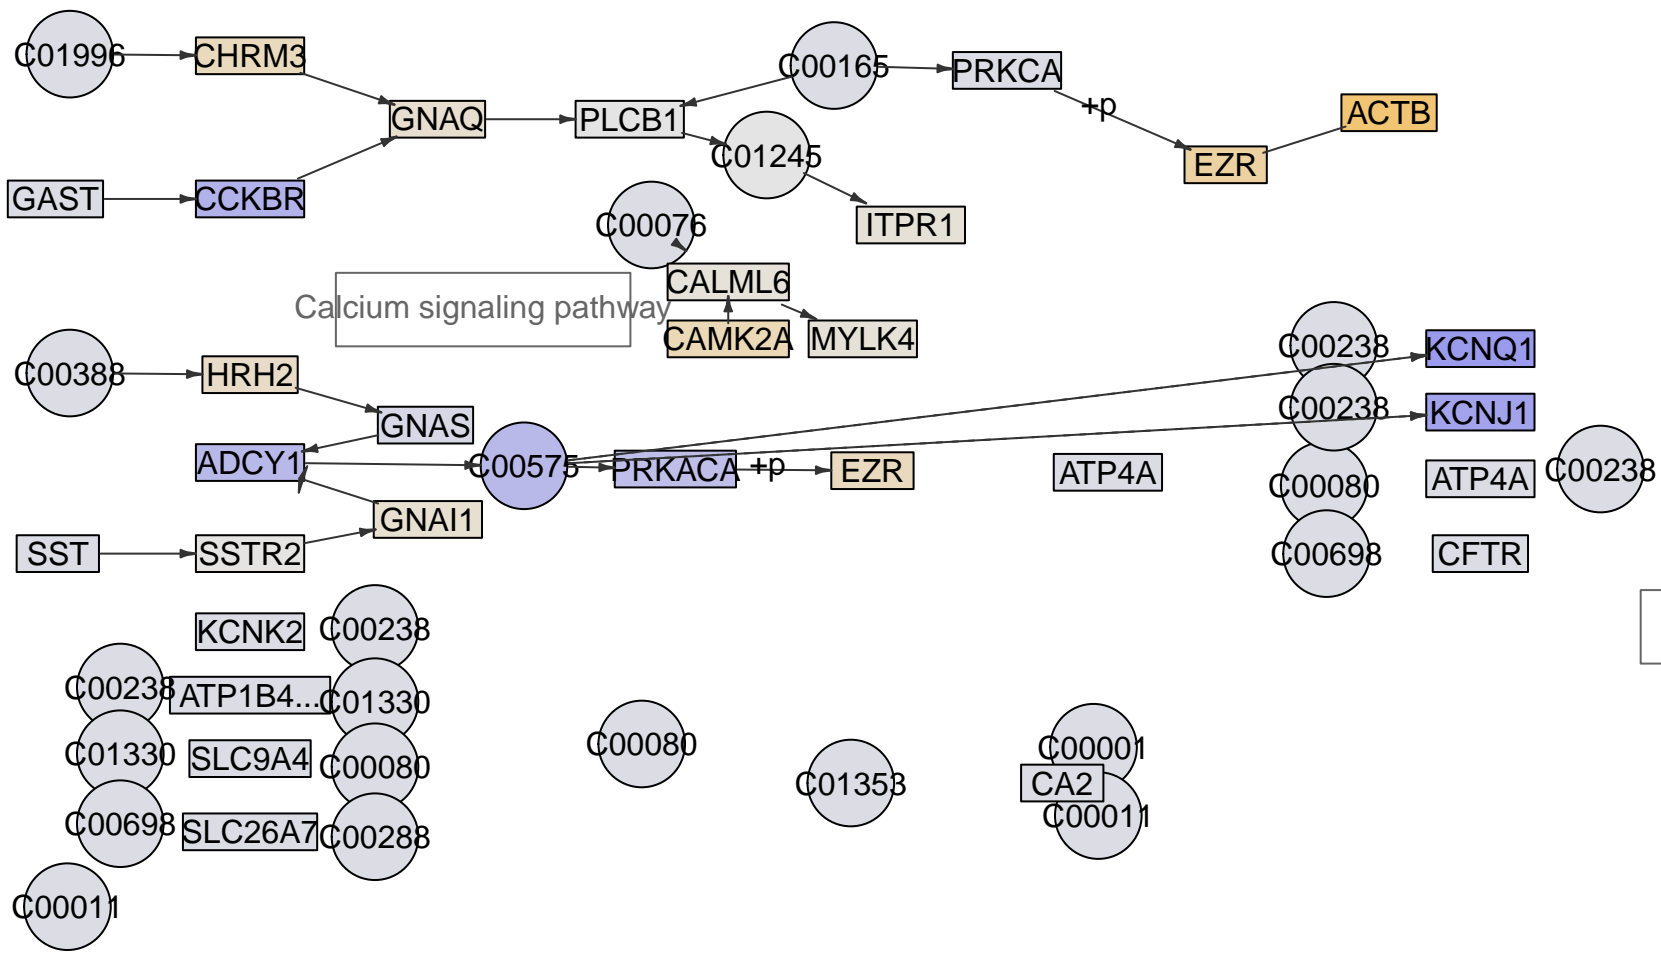 C01996
CHRM3
C00165
PRKCA
+p
ACTB
GNAQ
PLCB1
C01245
EZR
GAST
CCKBR
C00076
ITPR1
CALML6
Calcium signaling pathway
CAMK2A
MYLK4
C00238
KCNQ1
C00388
HRH2
C00238
KCNJ1
GNAS
ADCY1
C00575
PRKACA
+p
EZR
ATP4A
C00080
ATP4A
C00238
GNAI1
SST
SSTR2
C00698
CFTR
KCNK2
C00238
C00238
ATP1B4...
C01330
C01330
SLC9A4
C00080
C00080
C01353
C00001
CA2
C00011
C00698
SLC26A7
C00288
C00011